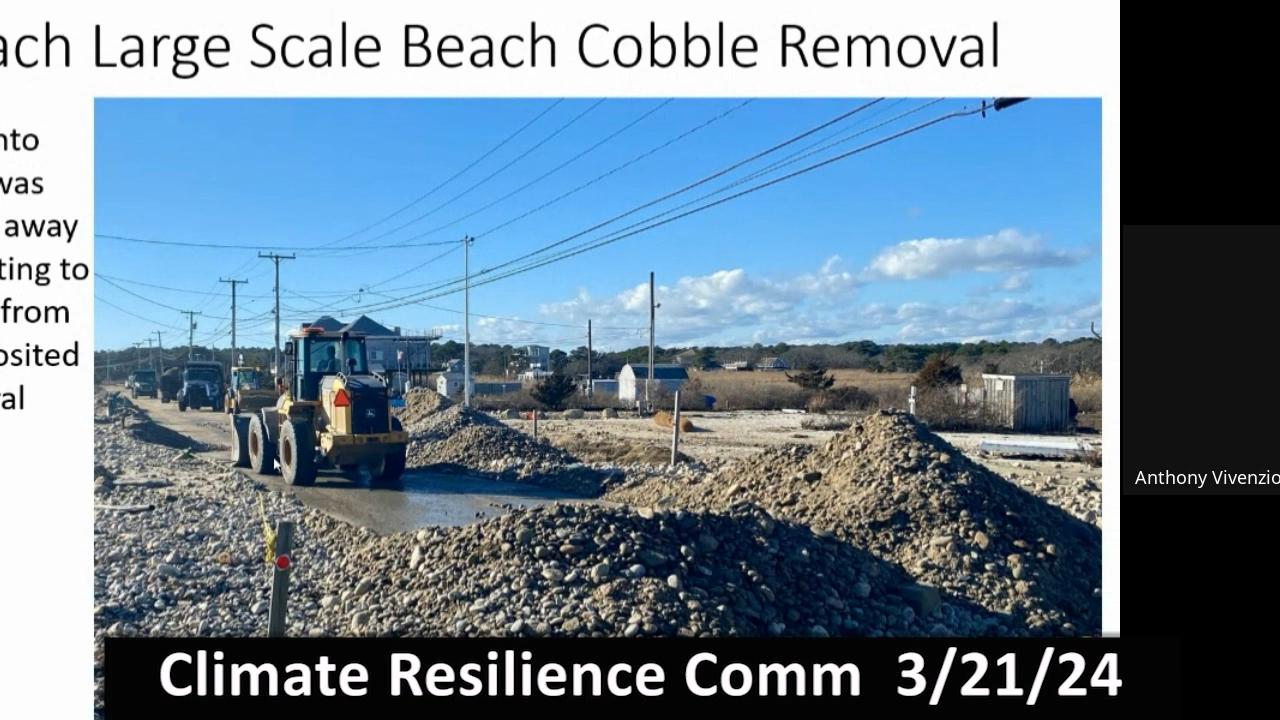 ach Large Scale Beach Cobble Removal
nto
was
away
ting to
from
osited
al
Anthony Vivenzio
Climate Resilience Comm 3/21/24